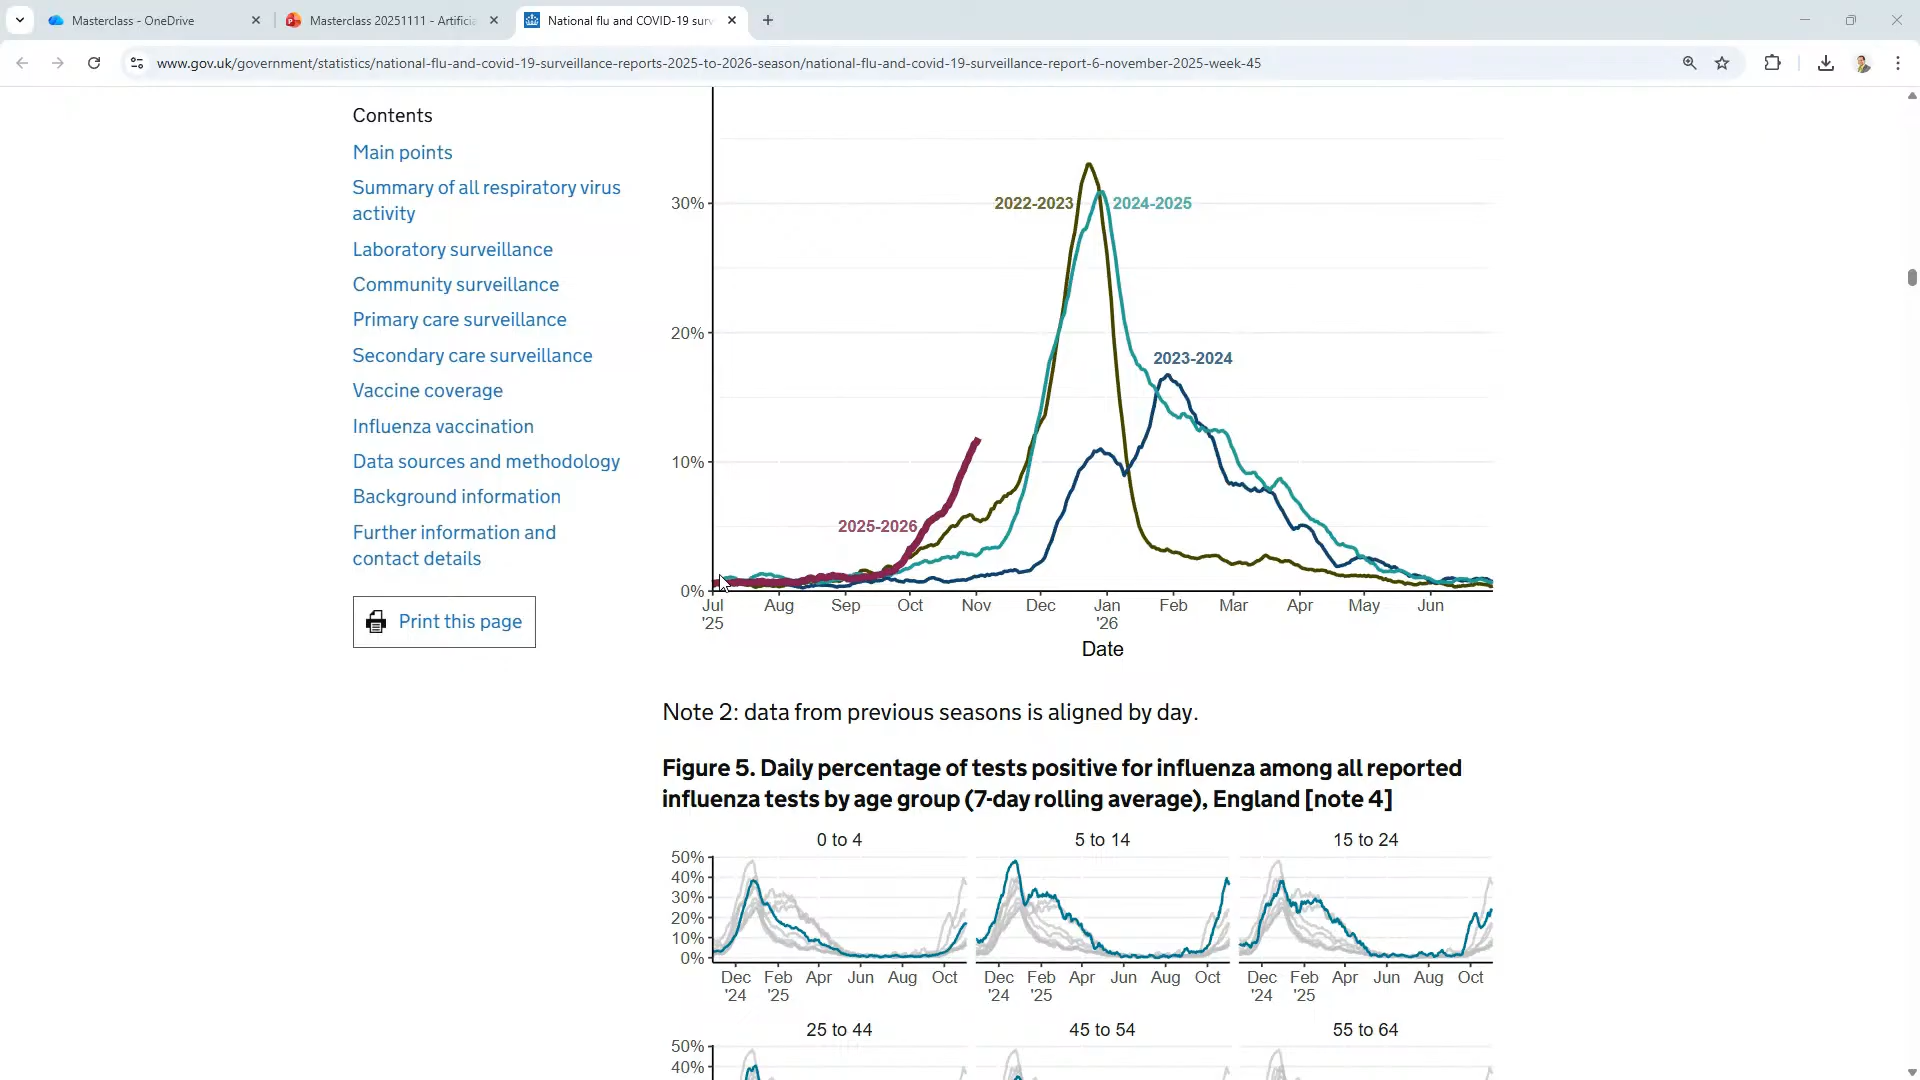 Masterclass - OneDrive
Masterclass 20251111 - Artificia
National flu and COVID-19 surv
www.gov.uk/government/statistics/national-flu-and-covid-19-surveillance-reports-2025-to-2026-season/national-flu-and-covid-19-surveillance-report-6-november-2025-week-45
Contents
Main points
Summary of all respiratory virus
activity
Laboratory surveillance
Community surveillance
Primary care surveillance
Secondary care surveillance
Vaccine coverage
Influenza vaccination
Data sources and methodology
Background information
Further information and
contact details
Print this page
30%
20%
10%
0%
2022-2023
2024-2025
2023-2024
2025-2026
Jul Aug Sep Oct Nov Dec Jan Feb Mar Apr May Jun
'25 '26
Date
Note 2: data from previous seasons is aligned by day.
Figure 5. Daily percentage of tests positive for influenza among all reported
influenza tests by age group (7-day rolling average), England [note 4]
0 to 4 5 to 14 15 to 24
50%
40%
30%
20%
10%
0%
Dec Feb Apr Jun Aug Oct Dec Feb Apr Jun Aug Oct Dec Feb Apr Jun Aug Oct
'24 '25 '24 '25 '24 '25
25 to 44 45 to 54 55 to 64
50%
40%